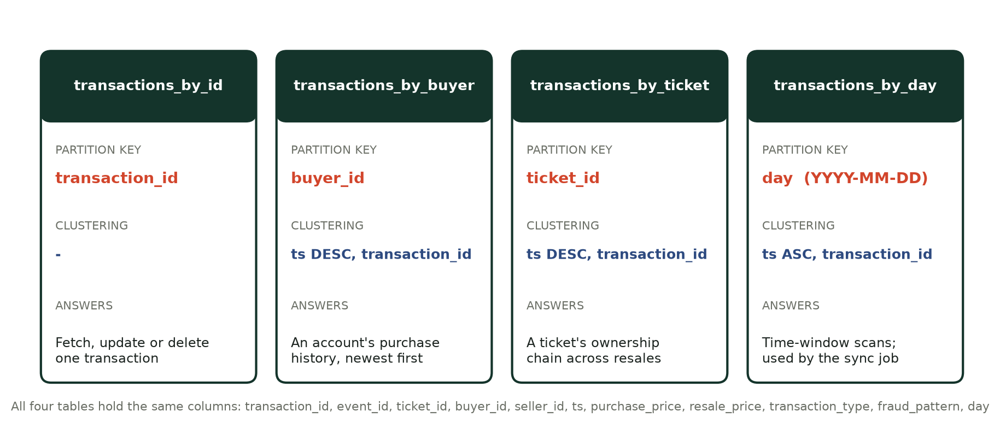 transactions_by_id
PARTITION KEY
transaction_id
CLUSTERING
-
ANSWERS
Fetch, update or delete
one transaction
transactions_by_buyer
PARTITION KEY
buyer_id
CLUSTERING
ts DESC, transaction_id
ANSWERS
An account's purchase
history, newest first
transactions_by_ticket
PARTITION KEY
ticket_id
CLUSTERING
ts DESC, transaction_id
ANSWERS
A ticket's ownership
chain across resales
transactions_by_day
PARTITION KEY
day (YYYY-MM-DD)
CLUSTERING
ts ASC, transaction_id
ANSWERS
Time-window scans;
used by the sync job
All four tables hold the same columns: transaction_id, event_id, ticket_id, buyer_id, seller_id, ts, purchase_price, resale_price, transaction_type, fraud_pattern, day